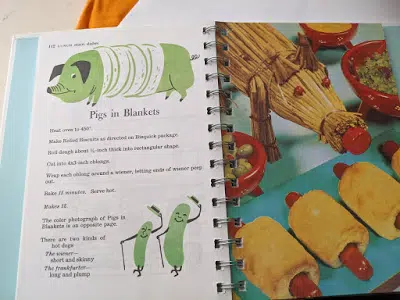 Pigs in Blankets
Heat oven to 450°.
Make Rolled Biscuits as directed on Bisquick package.
Roll dough about ¼-inch thick into rectangular shape.
Cut into 4x3-inch oblongs.
Wrap each oblong around a wiener, letting ends of wiener peep out.
Bake 15 minutes. Serve hot.
Makes 12.
The color photograph of Pigs in
Blankets is on opposite page.
There are two kinds of
hot dogs
The wiener—
short and skinny
The frankfurter—
long and plump